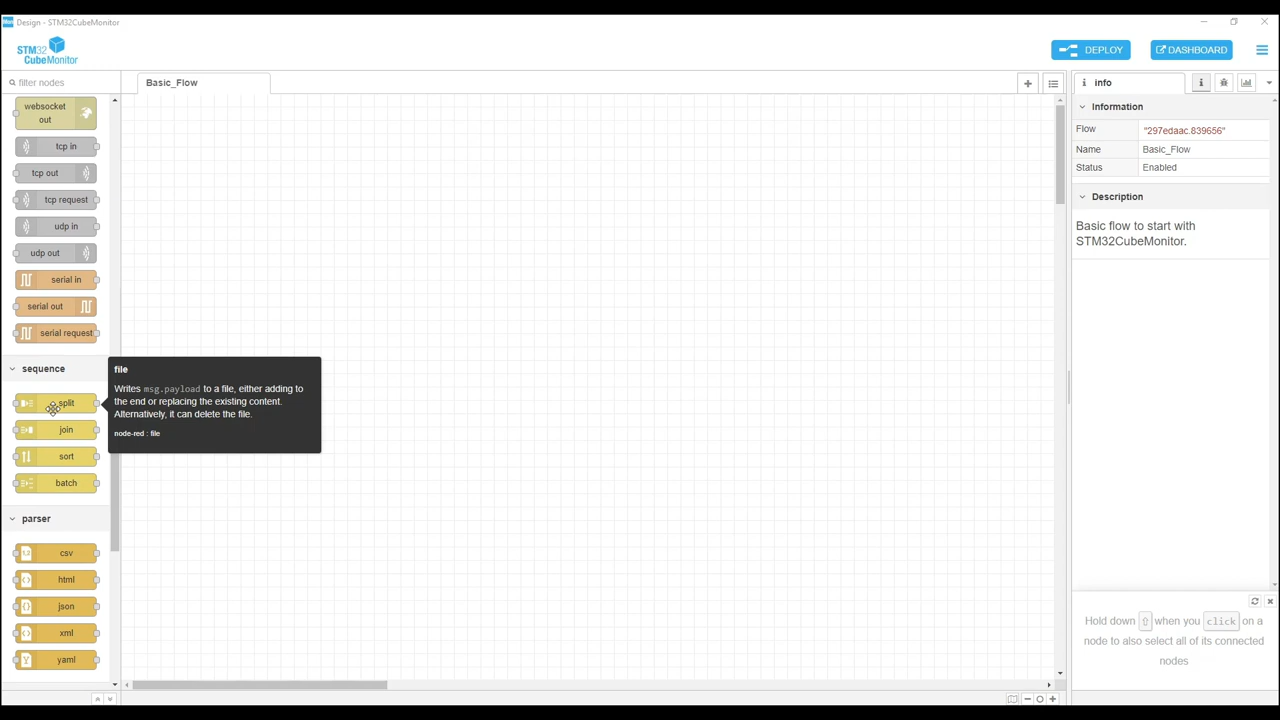 Design - STM32CubeMonitor
STM32
CubeMonitor
DEPLOY
DASHBOARD
filter nodes
Basic_Flow
info
websocket
out
tcp in
tcp out
tcp request
udp in
udp out
serial in
serial out
serial request
sequence
split
join
sort
batch
parser
csv
html
json
xml
yaml
file
Writes msg.payload to a file, either adding to
the end or replacing the existing content.
Alternatively, it can delete the file.
node-red : file
Information
Flow "297edaac.839656"
Name Basic_Flow
Status Enabled
Description
Basic flow to start with
STM32CubeMonitor.
Hold down ⇧ when you click on a
node to also select all of its connected
nodes